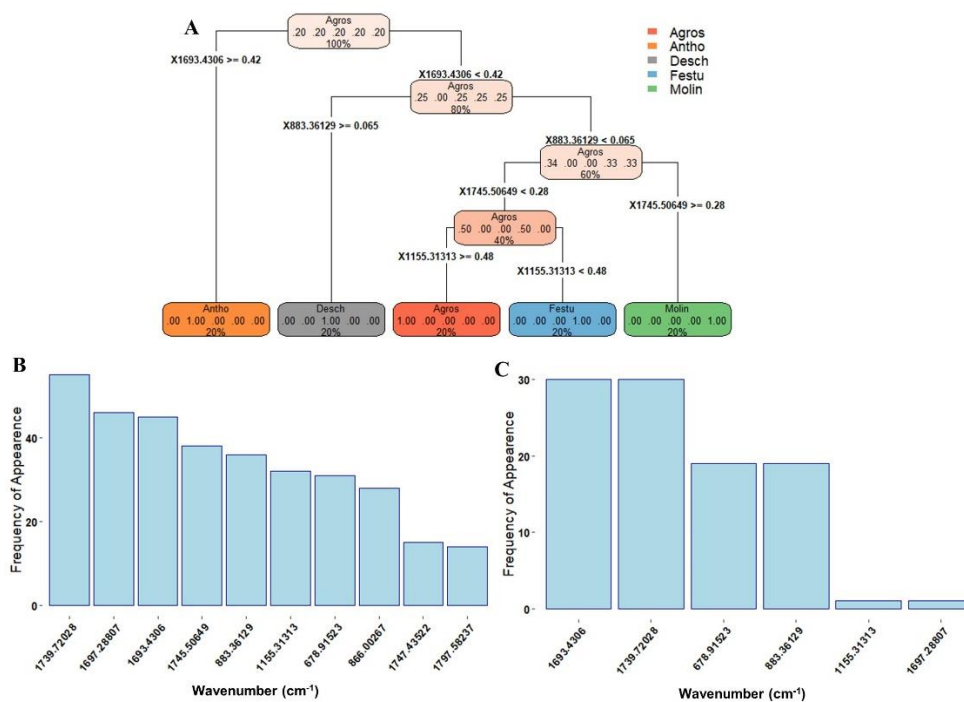 A
Agros
.20 .20 .20 .20 .20
100%
Agros
Antho
Desch
Festu
Molin
X1693.4306 >= 0.42
X1693.4306 < 0.42
Agros
.25 .00 .25 .25 .25
80%
X883.36129 >= 0.065
X883.36129 < 0.065
Agros
.34 .00 .00 .33 .33
60%
X1745.50649 < 0.28
X1745.50649 >= 0.28
Agros
.50 .00 .00 .50 .00
40%
X1155.31313 >= 0.48
X1155.31313 < 0.48
Antho
.00 1.00 .00 .00 .00
20%
Desch
.00 .00 1.00 .00 .00
20%
Agros
1.00 .00 .00 .00 .00
20%
Festu
.00 .00 .00 1.00 .00
20%
Molin
.00 .00 .00 .00 1.00
20%
B
Frequency of Appearence
40
20
0
1739.72028
1697.28807
1693.4306
1745.50649
883.36129
1155.31313
678.91523
866.00267
1747.43522
1797.58237
Wavenumber (cm⁻¹)
C
Frequency of Appearence
30
20
10
0
1693.4306
1739.72028
678.91523
883.36129
1155.31313
1697.28807
Wavenumber (cm⁻¹)